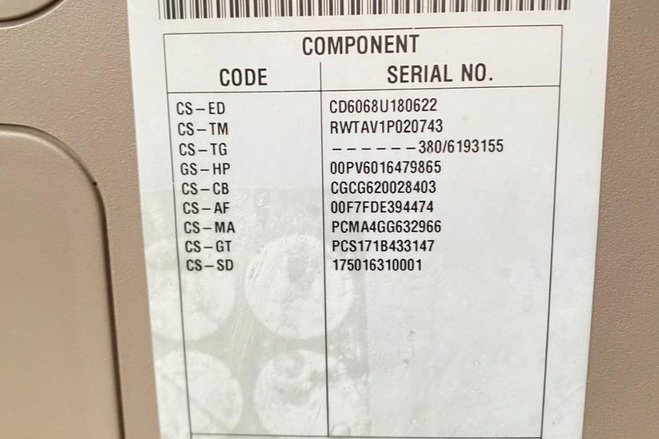 COMPONENT
CODE SERIAL NO.
CS-ED CD6068U180622
CS-TM RWTAV1P020743
CS-TG ------380/6193155
GS-HP 00PV6016479865
CS-CB CGCG620028403
CS-AF 00F7FDE394474
CS-MA PCMA4GG632966
CS-GT PCS171B433147
CS-SD 175016310001